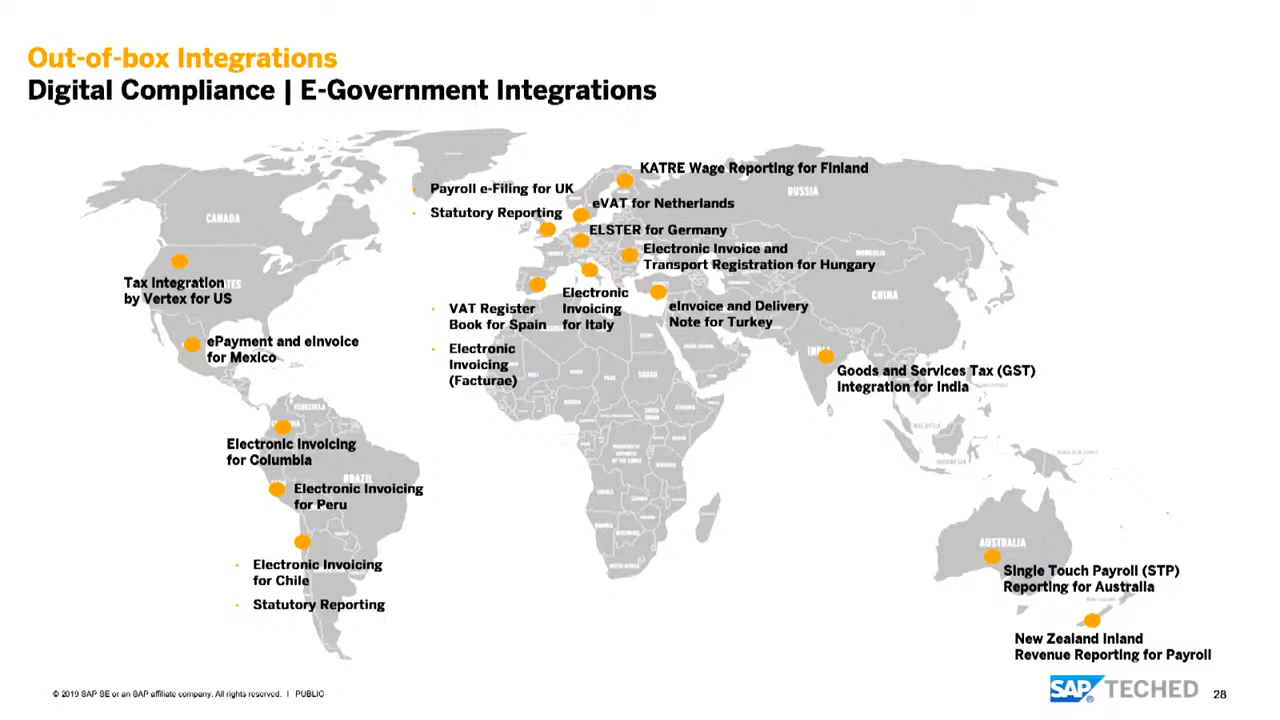 Out-of-box Integrations
Digital Compliance | E-Government Integrations
KATRE Wage Reporting for Finland
Payroll e-Filing for UK
Statutory Reporting
eVAT for Netherlands
ELSTER for Germany
Electronic Invoice and
Transport Registration for Hungary
RUSSIA
CANADA
MONGOLIA
CHINA
Tax Integration
by Vertex for US
VAT Register
Book for Spain
Electronic
Invoicing
(Facturae)
Electronic
Invoicing
for Italy
eInvoice and Delivery
Note for Turkey
ePayment and eInvoice
for Mexico
Goods and Services Tax (GST)
Integration for India
VENEZUELA
SUDAN
Electronic Invoicing
for Columbia
BRAZIL
Electronic Invoicing
for Peru
MALAYSIA
INDONESIA
Electronic Invoicing
for Chile
Statutory Reporting
AUSTRALIA
Single Touch Payroll (STP)
Reporting for Australia
New Zealand Inland
Revenue Reporting for Payroll
© 2019 SAP SE or an SAP affiliate company. All rights reserved. | PUBLIC
SAP TECHED
28